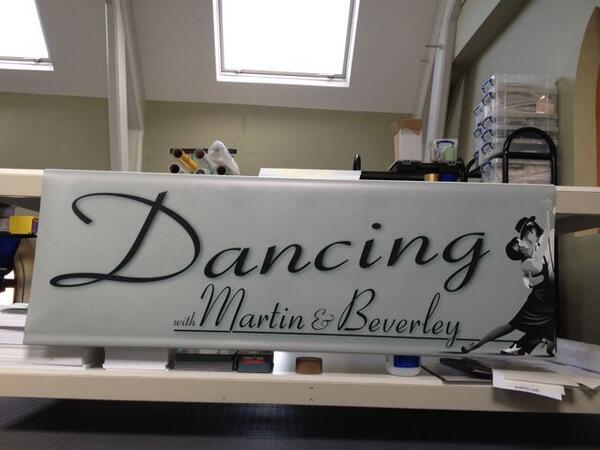 Dancing
with Martin & Beverley